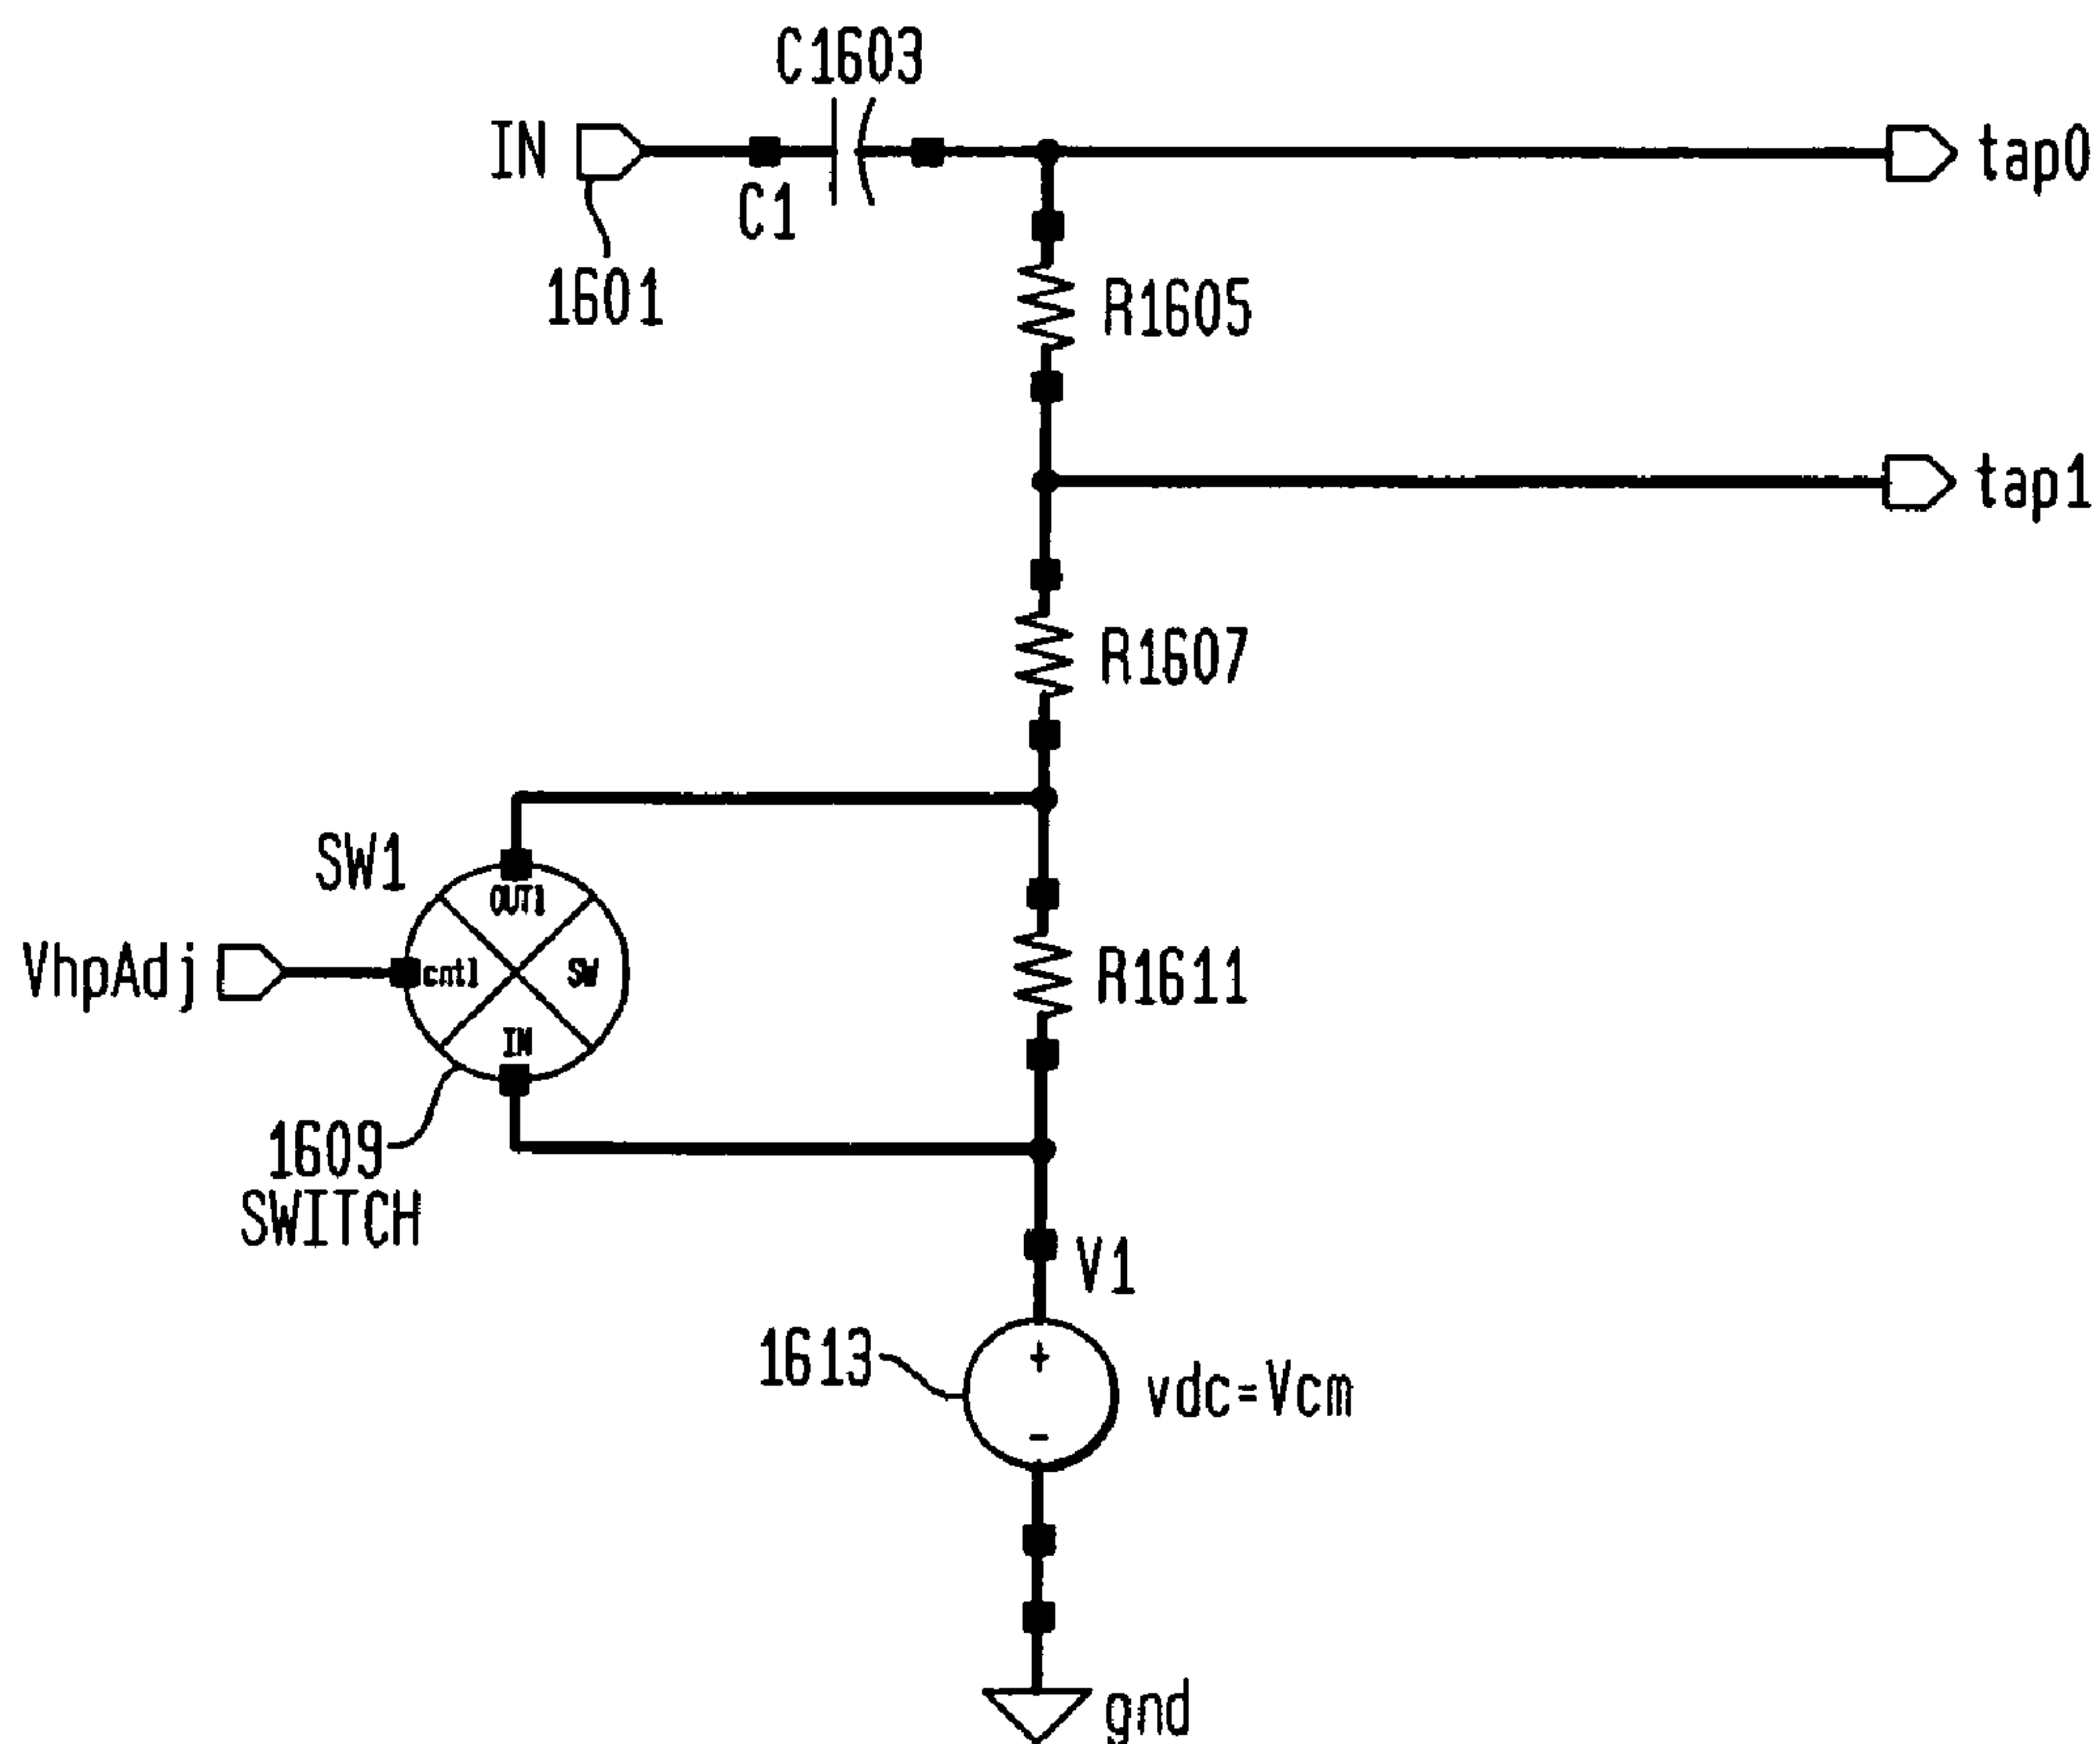 C1603
IN
tap0
C1
1601
R1605
tap1
R1607
SW1
OUT1
VhpAdj
cntl
SW
R1611
IN
1609
SWITCH
V1
1613
+
vdc=Vcm
-
gnd